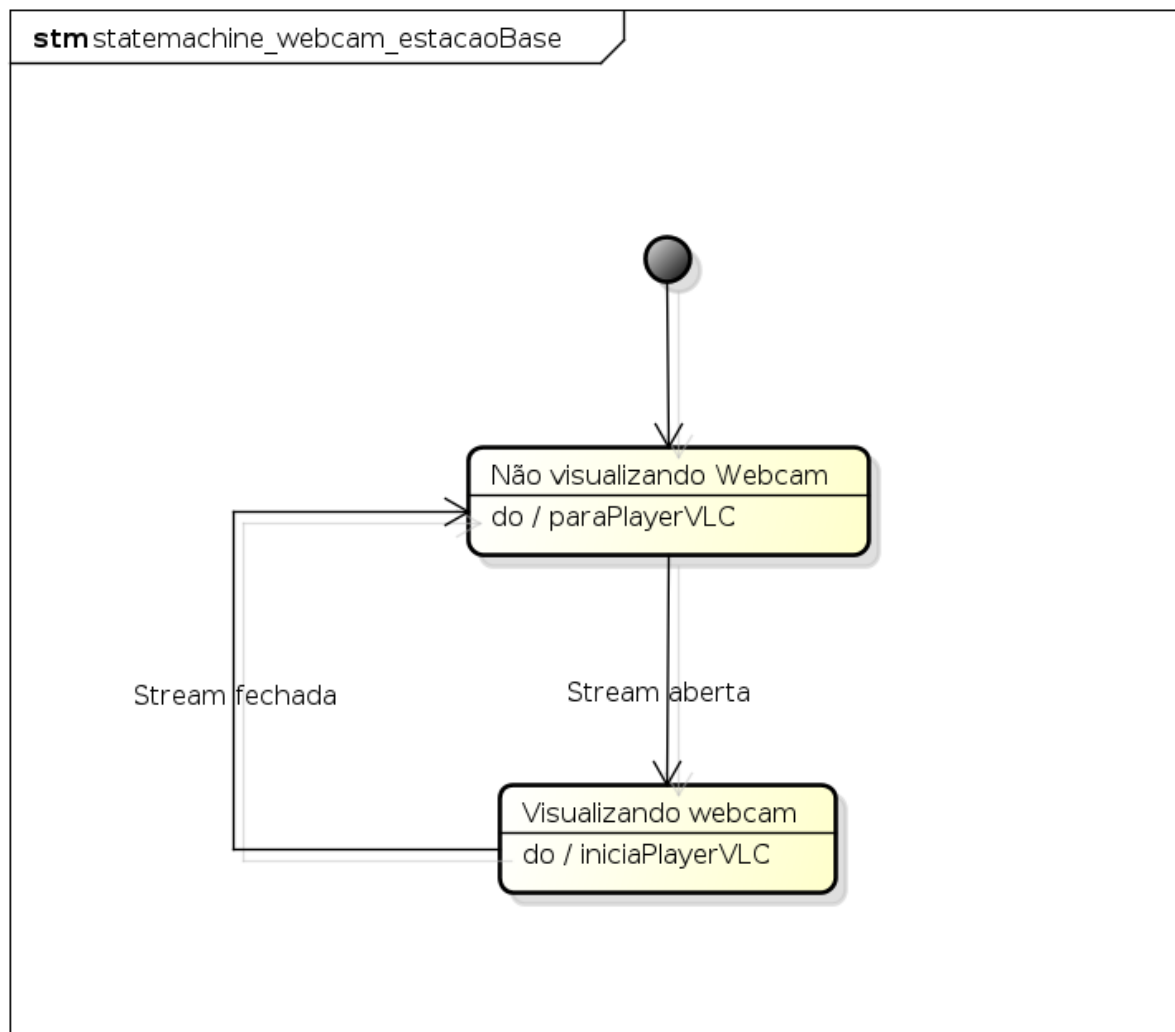 stm statemachine_webcam_estacaoBase
Não visualizando Webcam
do / paraPlayerVLC
Stream fechada
Stream aberta
Visualizando webcam
do / iniciaPlayerVLC